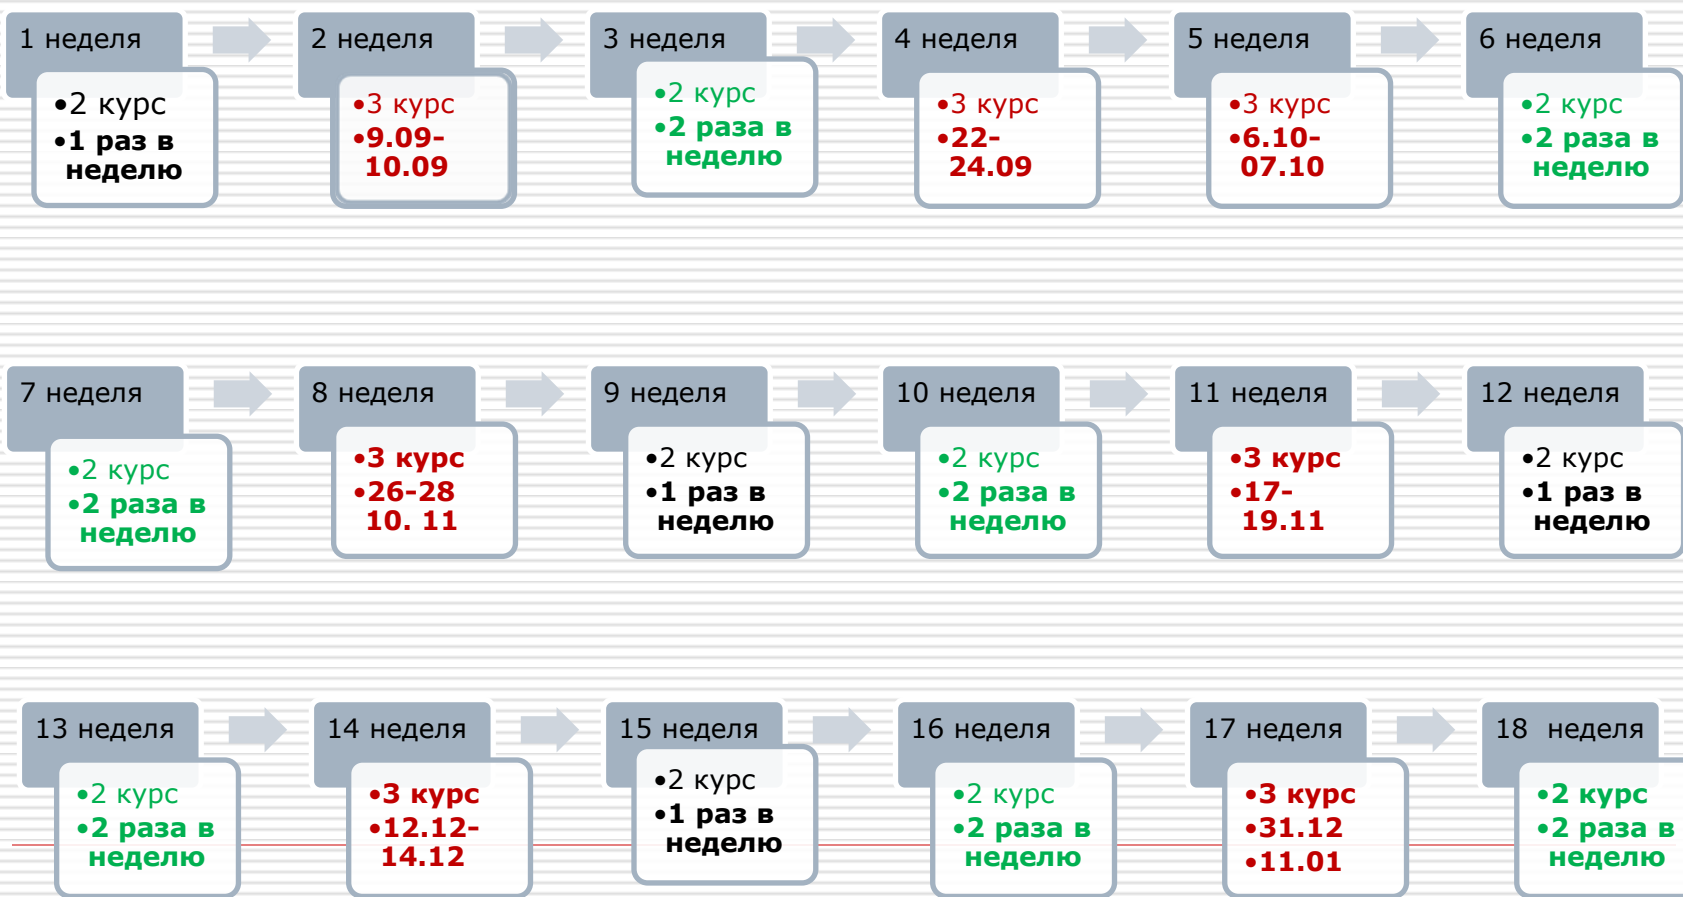 1 неделя
•2 курс
•1 раз в
неделю
2 неделя
•3 курс
•9.09-
10.09
3 неделя
•2 курс
•2 раза в
неделю
4 неделя
•3 курс
•22-
24.09
5 неделя
•3 курс
•6.10-
07.10
6 неделя
•2 курс
•2 раза в
неделю
7 неделя
•2 курс
•2 раза в
неделю
8 неделя
•3 курс
•26-28
10. 11
9 неделя
•2 курс
•1 раз в
неделю
10 неделя
•2 курс
•2 раза в
неделю
11 неделя
•3 курс
•17-
19.11
12 неделя
•2 курс
•1 раз в
неделю
13 неделя
•2 курс
•2 раза в
неделю
14 неделя
•3 курс
•12.12-
14.12
15 неделя
•2 курс
•1 раз в
неделю
16 неделя
•2 курс
•2 раза в
неделю
17 неделя
•3 курс
•31.12
•11.01
18 неделя
•2 курс
•2 раза в
неделю